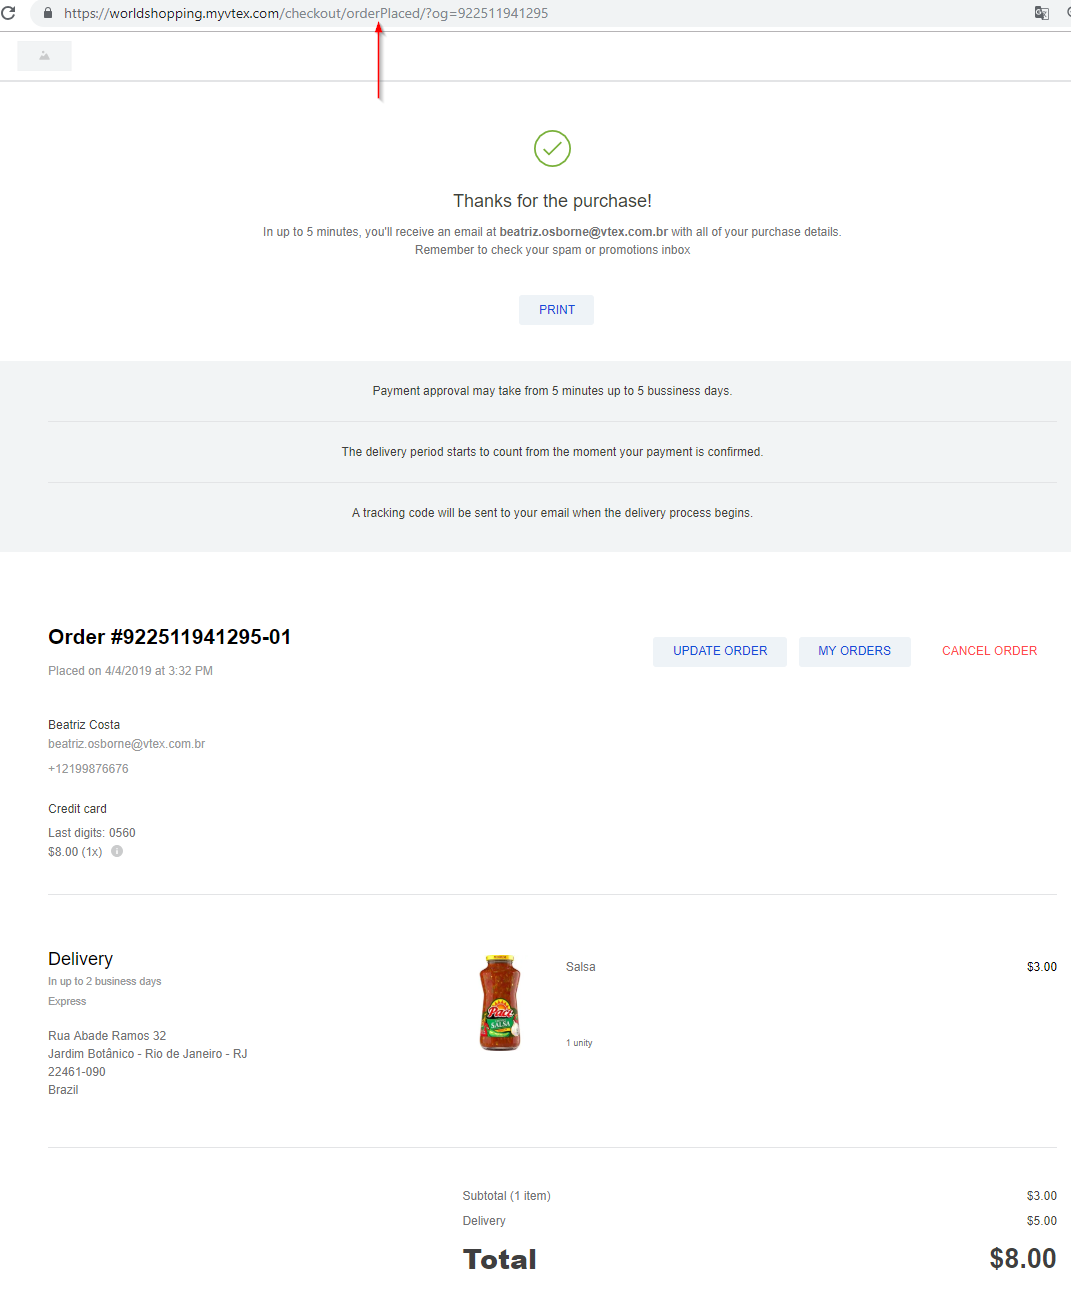 https://worldshopping.myvtex.com/checkout/orderPlaced/?og=922511941295
Thanks for the purchase!
In up to 5 minutes, you'll receive an email at beatriz.osborne@vtex.com.br with all of your purchase details.
Remember to check your spam or promotions inbox
PRINT
Payment approval may take from 5 minutes up to 5 bussiness days.
The delivery period starts to count from the moment your payment is confirmed.
A tracking code will be sent to your email when the delivery process begins.
Order #922511941295-01
UPDATE ORDER MY ORDERS CANCEL ORDER
Placed on 4/4/2019 at 3:32 PM
Beatriz Costa
beatriz.osborne@vtex.com.br
+12199876676
Credit card
Last digits: 0560
$8.00 (1x)
Delivery
In up to 2 business days
Express
Rua Abade Ramos 32
Jardim Botânico - Rio de Janeiro - RJ
22461-090
Brazil
Pace
SALSA
Salsa $3.00
1 unity
Subtotal (1 item) $3.00
Delivery $5.00
Total $8.00